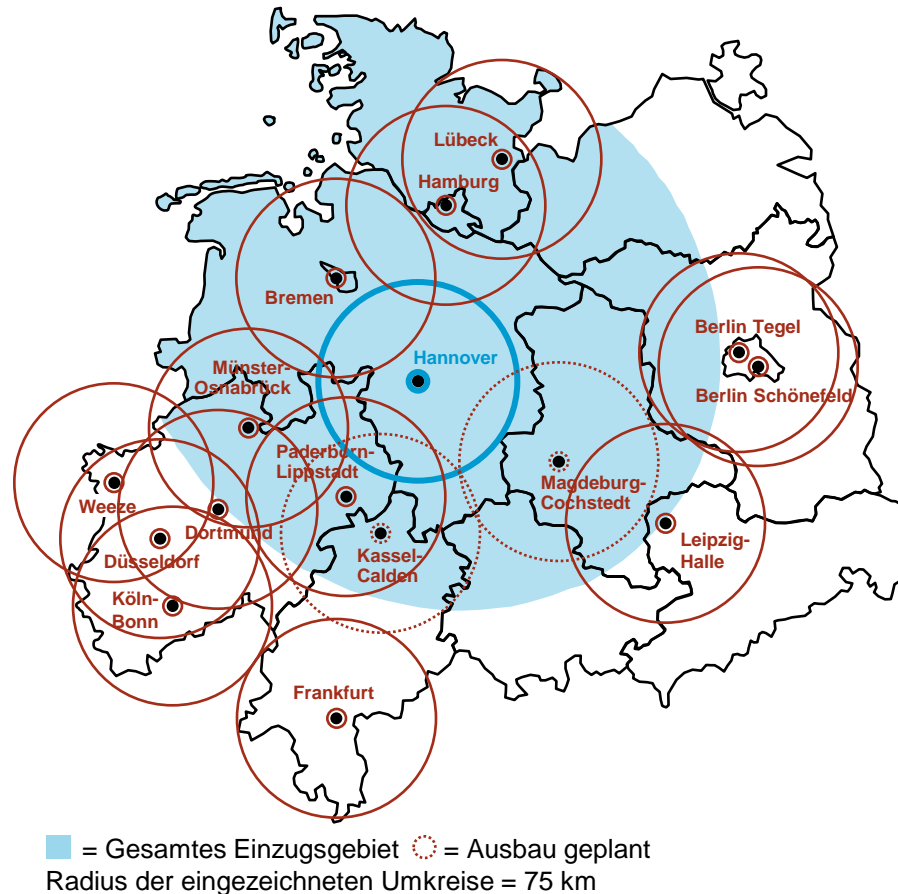 Lübeck
Hamburg
Bremen
Hannover
Berlin Tegel
Berlin Schönefeld
Münster-
Osnabrück
Paderborn-
Lippstadt
Magdeburg-
Cochstedt
Weeze
Dortmund
Düsseldorf
Kassel-
Calden
Leipzig-
Halle
Köln-
Bonn
Frankfurt
= Gesamtes Einzugsgebiet = Ausbau geplant
Radius der eingezeichneten Umkreise = 75 km